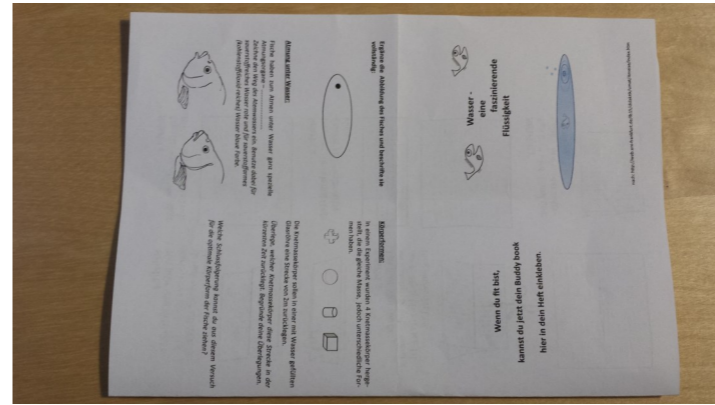 Wasser -
eine
faszinierende
Flüssigkeit
Wenn du fit bist,
kannst du jetzt dein Buddy book
hier in dein Heft einkleben.
Ergänze die Abbildung des Fisches und beschrifte sie
vollständig:
Atmung unter Wasser:
Fische haben zum Atmen unter Wasser ganz spezielle
Atmungsorgane –
Zeichne den Weg des Atemwassers ein. Benutze dabei für
sauerstoffreiches Wasser rote und für sauerstoffarmes
(kohlenstoffdioxid-reiches) Wasser blaue Farbe.
Körperformen:
In einem Experiment wurden 4 Knetmassekörper herge-
stellt, die die gleiche Masse, jedoch unterschiedliche For-
men haben.
Die Knetmassekörper sollen in einer mit Wasser gefüllten
Glasröhre eine Strecke von 2m zurücklegen.
Überlege, welcher Knetmassekörper diese Strecke in der
kürzesten Zeit zurücklegt. Begründe deine Überlegungen.
Welche Schlussfolgerung kannst du aus diesem Versuch
für die optimale Körperform der Fische ziehen?